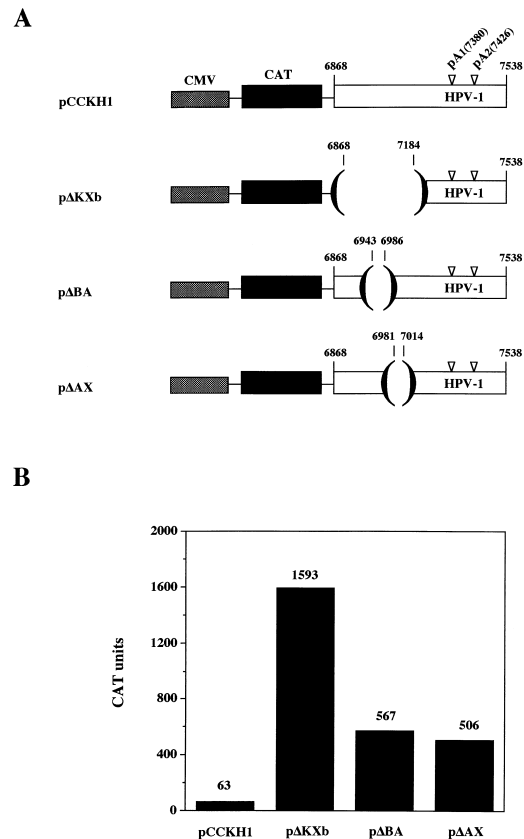 A
pA1(7380)
pA2(7426)
6868
7538
CMV
CAT
pCCKH1
HPV-1
6868
7184
7538
pΔKXb
HPV-1
6943 6986
6868
7538
pΔBA
HPV-1
6981 7014
6868
7538
pΔAX
HPV-1
B
2000
1600
1200
800
400
0
CAT units
63
1593
567
506
pCCKH1 pΔKXb pΔBA pΔAX